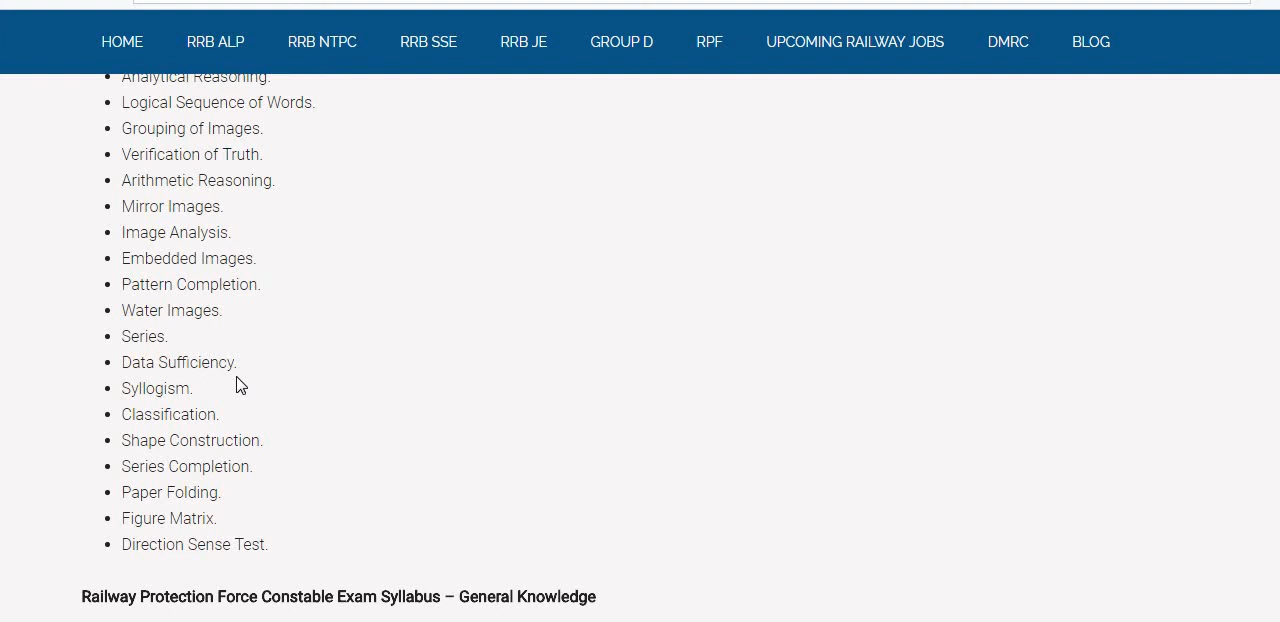 HOME RRB ALP RRB NTPC RRB SSE RRB JE GROUP D RPF UPCOMING RAILWAY JOBS DMRC BLOG
Analytical Reasoning.
Logical Sequence of Words.
Grouping of Images.
Verification of Truth.
Arithmetic Reasoning.
Mirror Images.
Image Analysis.
Embedded Images.
Pattern Completion.
Water Images.
Series.
Data Sufficiency.
Syllogism.
Classification.
Shape Construction.
Series Completion.
Paper Folding.
Figure Matrix.
Direction Sense Test.
Railway Protection Force Constable Exam Syllabus – General Knowledge